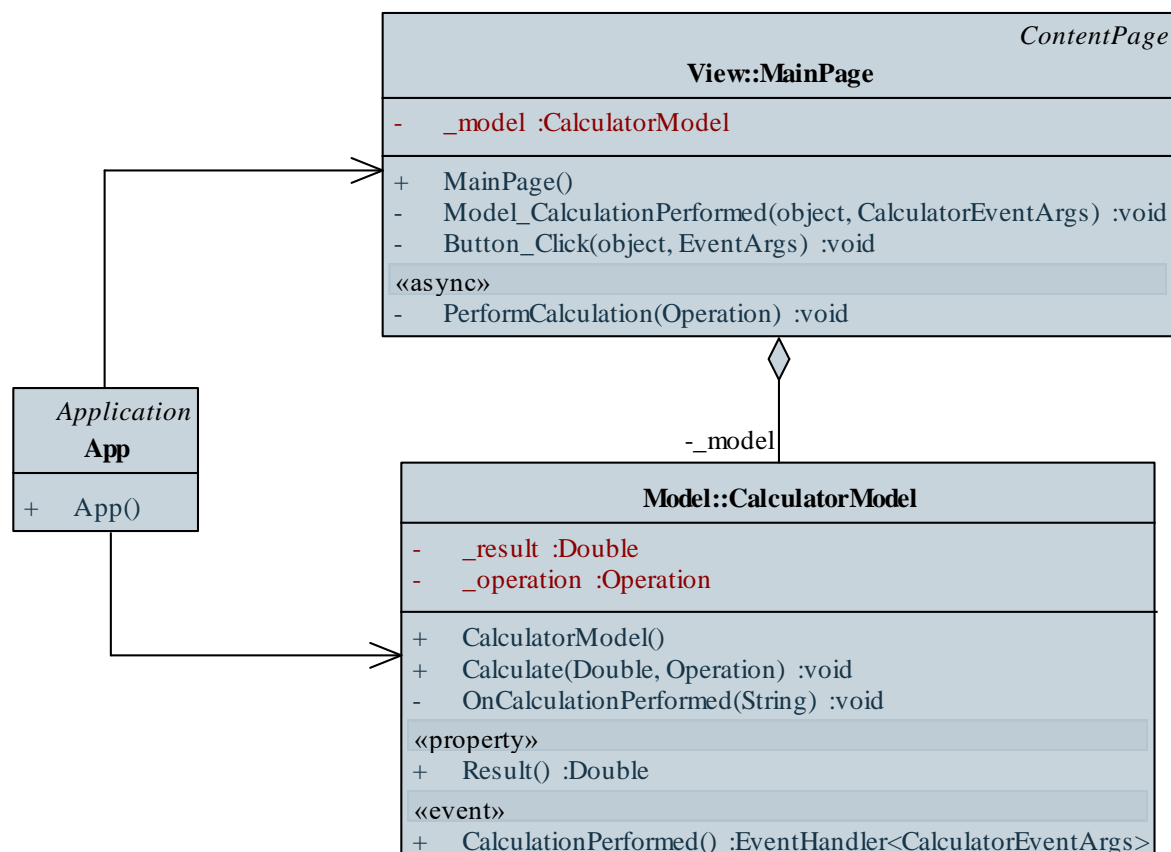 ContentPage
View::MainPage
- _model :CalculatorModel
+ MainPage()
- Model_CalculationPerformed(object, CalculatorEventArgs) :void
- Button_Click(object, EventArgs) :void
«async»
- PerformCalculation(Operation) :void
Application
App
+ App()
-_model
Model::CalculatorModel
- _result :Double
- _operation :Operation
+ CalculatorModel()
+ Calculate(Double, Operation) :void
- OnCalculationPerformed(String) :void
«property»
+ Result() :Double
«event»
+ CalculationPerformed() :EventHandler<CalculatorEventArgs>